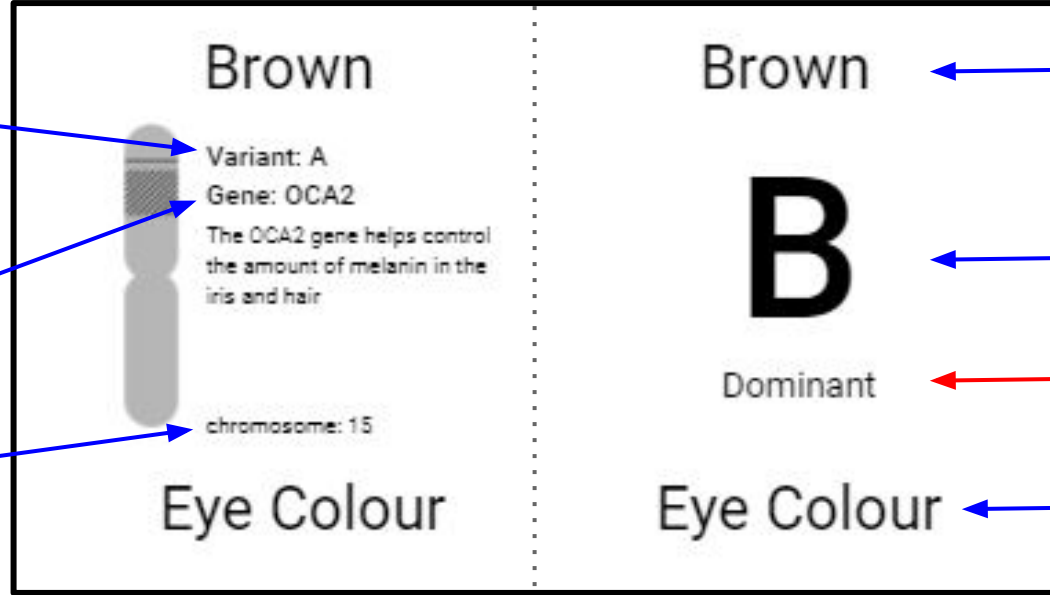 Brown
Variant: A
Gene: OCA2
The OCA2 gene helps control
the amount of melanin in the
iris and hair
chromosome: 15
Eye Colour
Brown
B
Dominant
Eye Colour